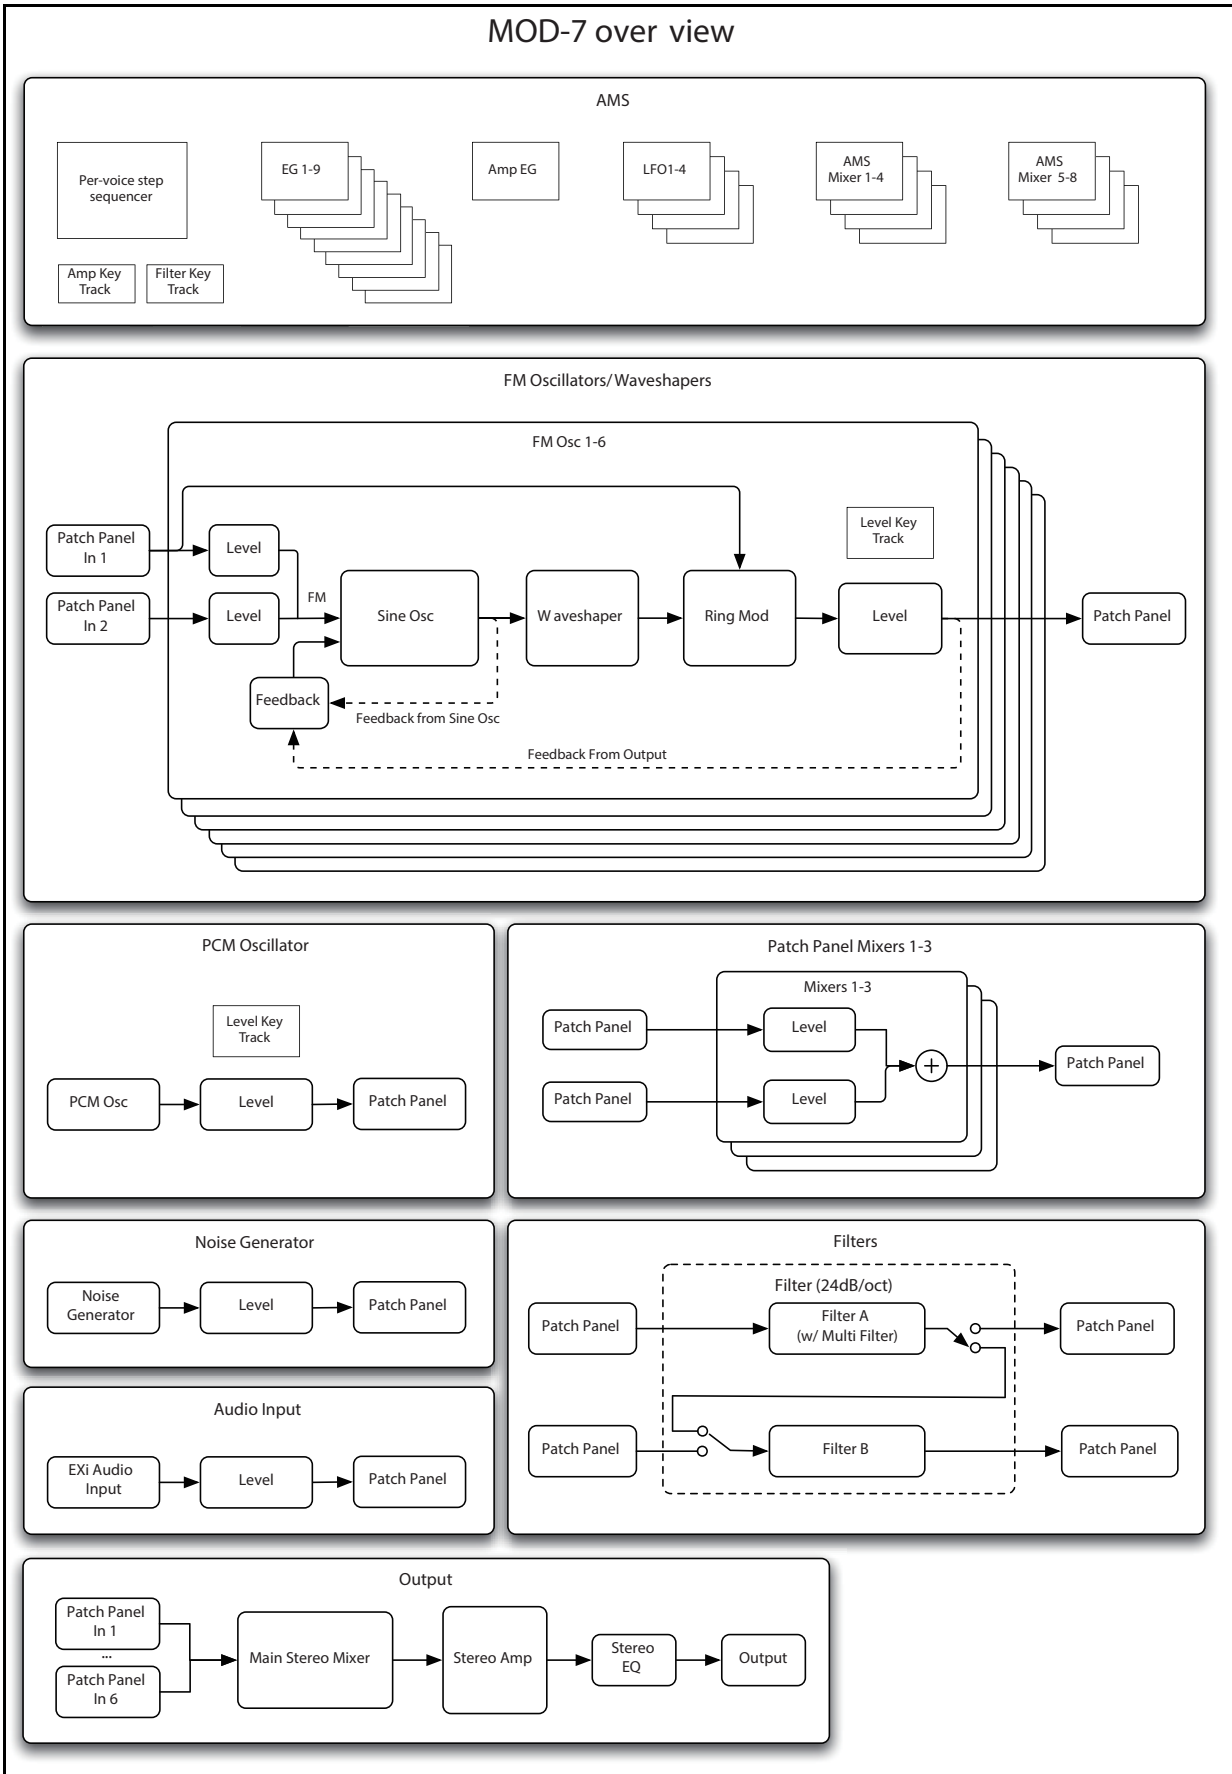 MOD-7 over view
AMS
Per-voice step
sequencer
EG 1-9
Amp EG
LFO1-4
AMS
Mixer 1-4
AMS
Mixer 5-8
Amp Key
Track
Filter Key
Track
FM Oscillators/Waveshapers
FM Osc 1-6
Patch Panel
In 1
Level
Level Key
Track
Patch Panel
In 2
Level
FM
Sine Osc
Waveshaper
Ring Mod
Level
Patch Panel
Feedback
Feedback from Sine Osc
Feedback From Output
PCM Oscillator
Level Key
Track
PCM Osc
Level
Patch Panel
Patch Panel Mixers 1-3
Mixers 1-3
Patch Panel
Level
+
Patch Panel
Patch Panel
Level
Noise Generator
Noise
Generator
Level
Patch Panel
Filters
Filter (24dB/oct)
Patch Panel
Filter A
(w/ Multi Filter)
Patch Panel
Patch Panel
Filter B
Patch Panel
Audio Input
EXi Audio
Input
Level
Patch Panel
Output
Patch Panel
In 1
...
Patch Panel
In 6
Main Stereo Mixer
Stereo Amp
Stereo
EQ
Output